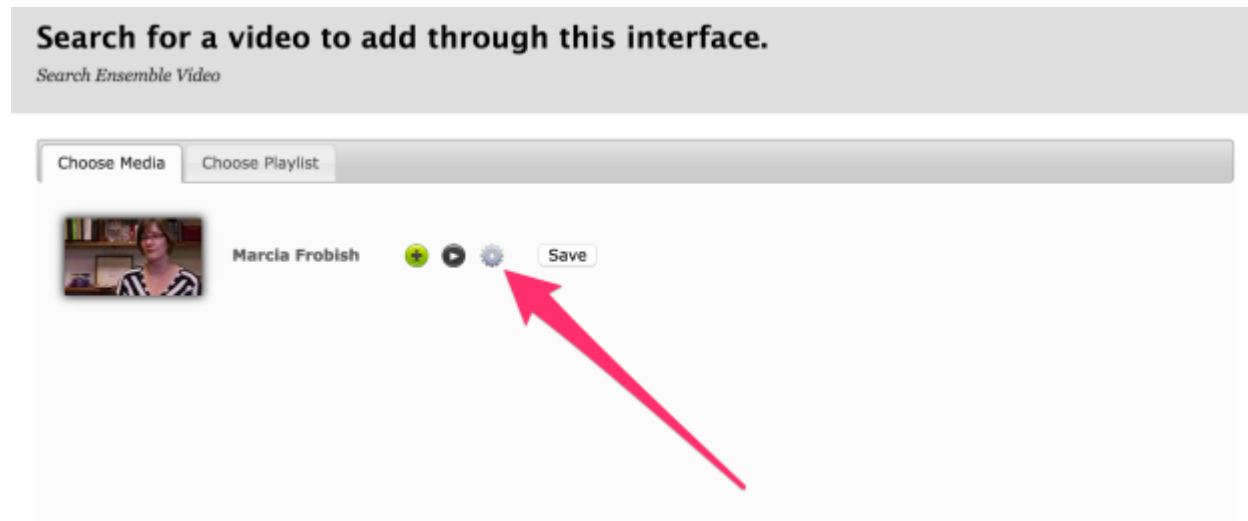 Search for a video to add through this interface.
Search Ensemble Video
Choose Media Choose Playlist
Marcia Frobish Save